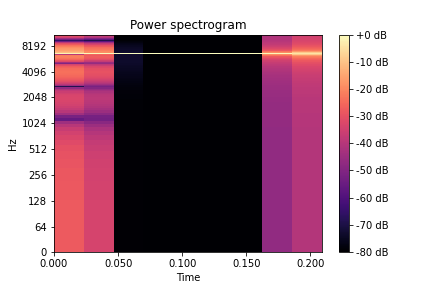 Power spectrogram
8192
4096
2048
1024
512
256
128
64
0
Hz
0.000
0.050
0.100
0.150
0.200
Time
+0 dB
-10 dB
-20 dB
-30 dB
-40 dB
-50 dB
-60 dB
-70 dB
-80 dB